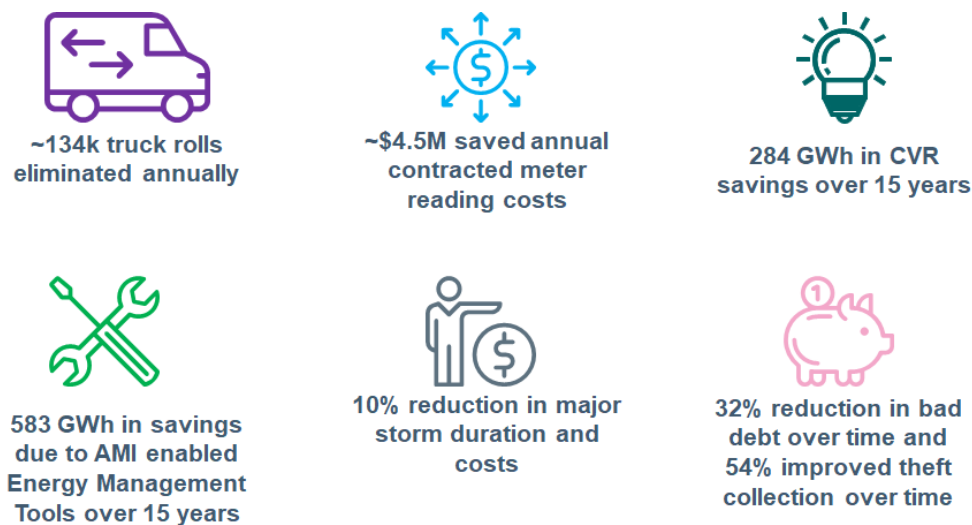 ~134k truck rolls
eliminated annually
$
~$4.5M saved annual
contracted meter
reading costs
284 GWh in CVR
savings over 15 years
583 GWh in savings
due to AMI enabled
Energy Management
Tools over 15 years
$
10% reduction in major
storm duration and
costs
1
32% reduction in bad
debt over time and
54% improved theft
collection over time